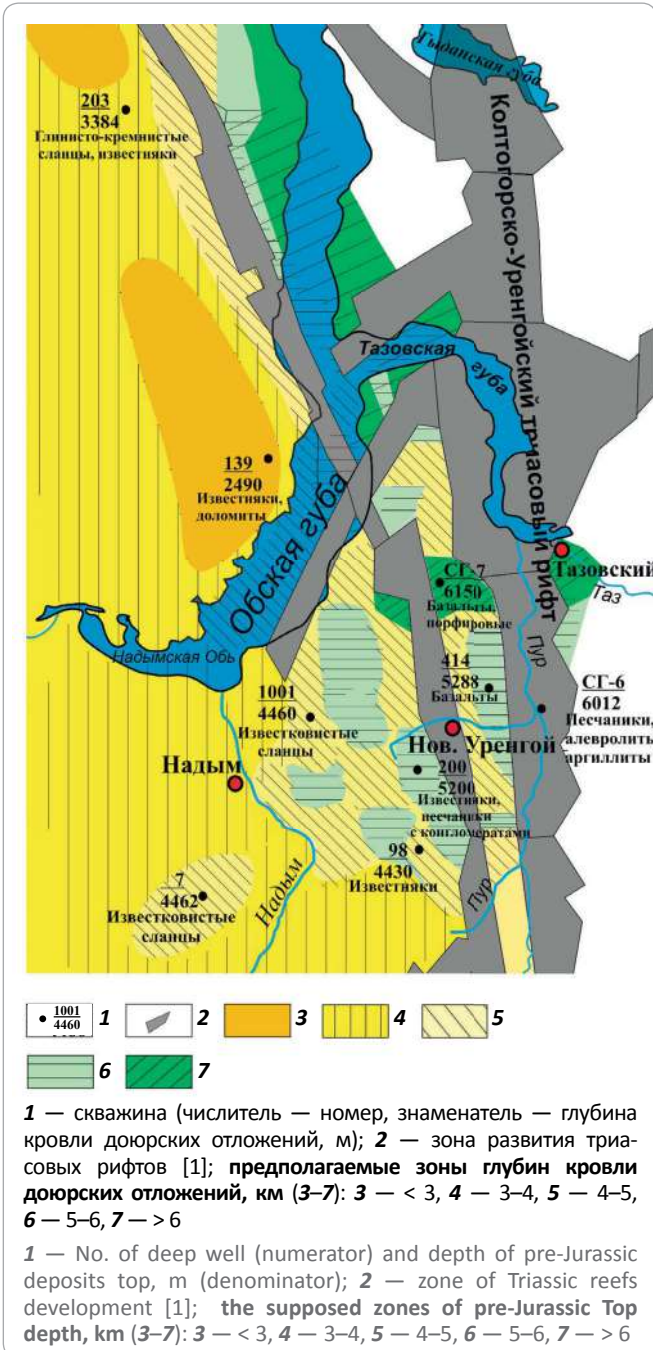 Гыданская губа
203
3384
Глинисто-кремнистые
сланцы, известняки
Колтогорско-Уренгойский триасовый рифт
Тазовская губа
139
2490
Известняки,
доломиты
Обская губа
СГ-7
6150
Базальты,
порфировые
Тазовский
Таз
Надымская Обь
Пур
414
5288
Базальты
СГ-6
6012
Песчаники,
алевролиты
аргиллиты
1001
4460
Известковистые
сланцы
Нов. Уренгой
Надым
200
5200
Известняки,
песчаники
с конгломератами
98
4430
Известняки
7
4462
Известковистые
сланцы
Надым
Пур
1001
4460
1 2 3 4 5
6 7
1 — скважина (числитель — номер, знаменатель — глубина
кровли доюрских отложений, м); 2 — зона развития триа-
совых рифтов [1]; предполагаемые зоны глубин кровли
доюрских отложений, км (3–7): 3 — < 3, 4 — 3–4, 5 — 4–5,
6 — 5–6, 7 — > 6
1 — No. of deep well (numerator) and depth of pre-Jurassic
deposits top, m (denominator); 2 — zone of Triassic reefs
development [1]; the supposed zones of pre-Jurassic Top
depth, km (3–7): 3 — < 3, 4 — 3–4, 5 — 4–5, 6 — 5–6, 7 — > 6